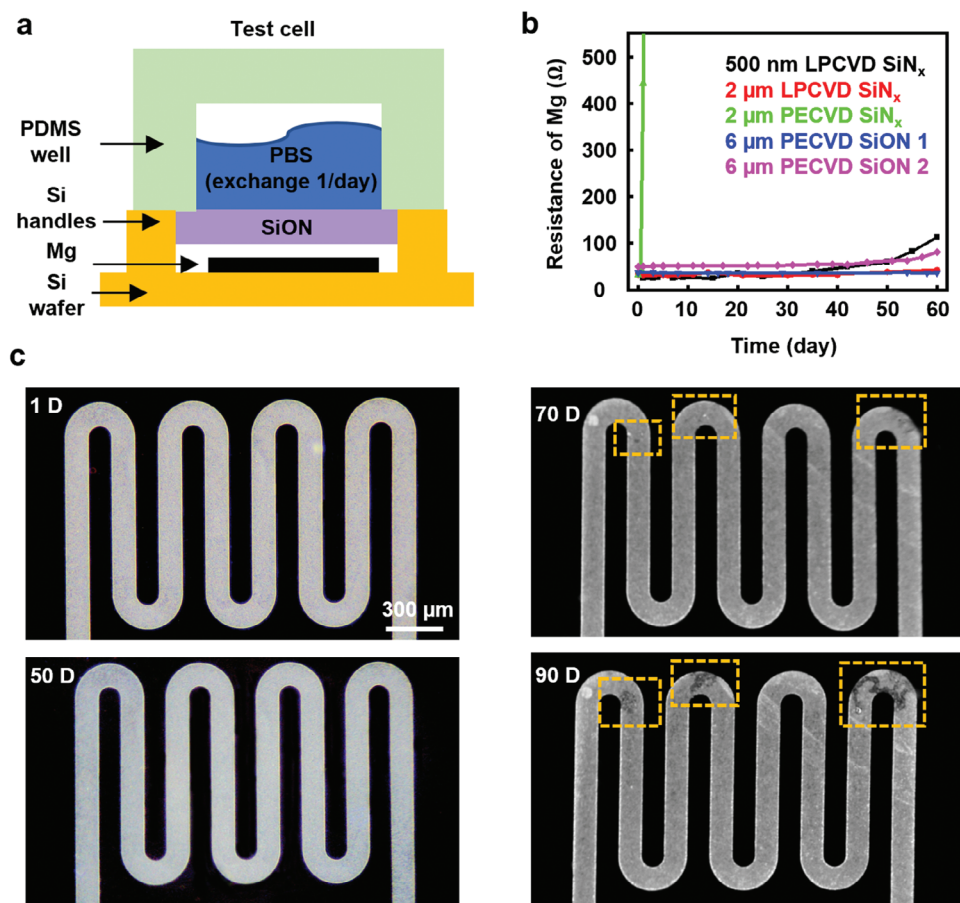 a
Test cell
PDMS
well
PBS
(exchange 1/day)
Si
handles
SiON
Mg
Si
wafer
b
Resistance of Mg (Ω)
500
400
300
200
100
0
500 nm LPCVD SiNₓ
2 µm LPCVD SiNₓ
2 µm PECVD SiNₓ
6 µm PECVD SiON 1
6 µm PECVD SiON 2
0 10 20 30 40 50 60
Time (day)
c
1 D
300 µm
70 D
50 D
90 D